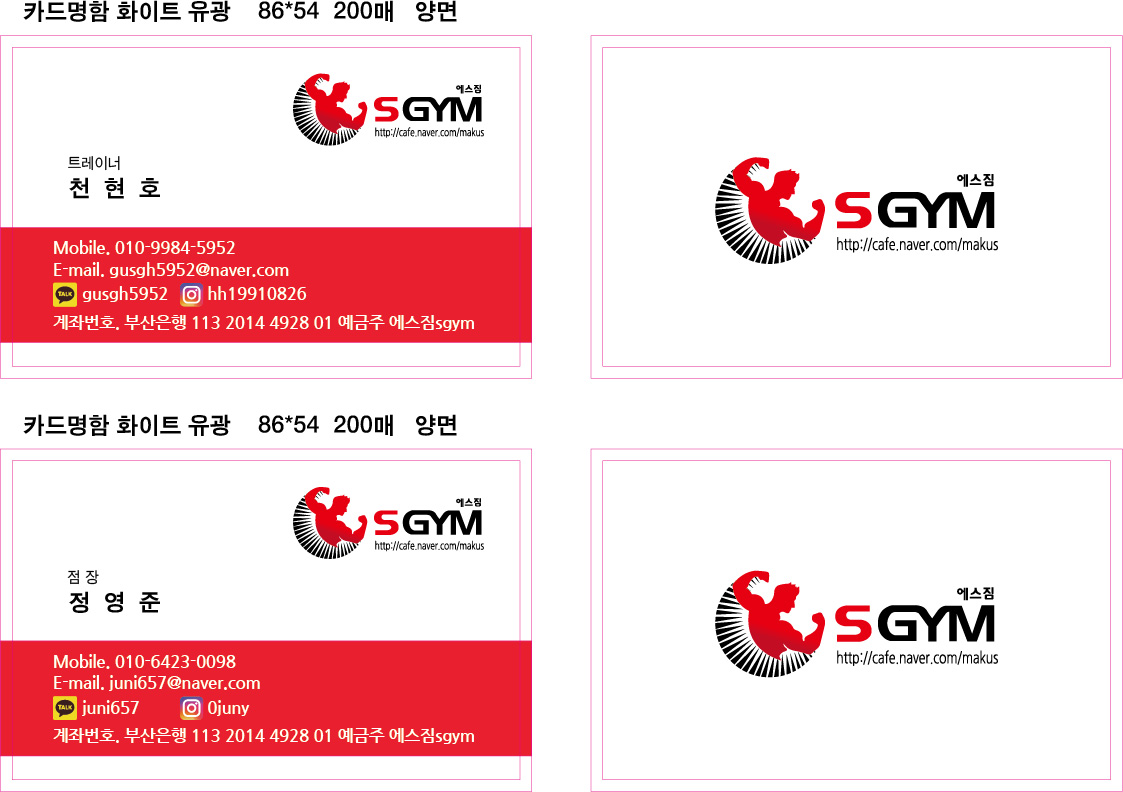 카드명함 화이트 유광 86*54 200매 양면
에스짐
SGYM
http://cafe.naver.com/makus
트레이너
천 현 호
Mobile. 010-9984-5952
E-mail. gusgh5952@naver.com
TALK gusgh5952 hh19910826
계좌번호. 부산은행 113 2014 4928 01 예금주 에스짐sgym
에스짐
SGYM
http://cafe.naver.com/makus
카드명함 화이트 유광 86*54 200매 양면
에스짐
SGYM
http://cafe.naver.com/makus
점 장
정 영 준
Mobile. 010-6423-0098
E-mail. juni657@naver.com
TALK juni657 0juny
계좌번호. 부산은행 113 2014 4928 01 예금주 에스짐sgym
에스짐
SGYM
http://cafe.naver.com/makus